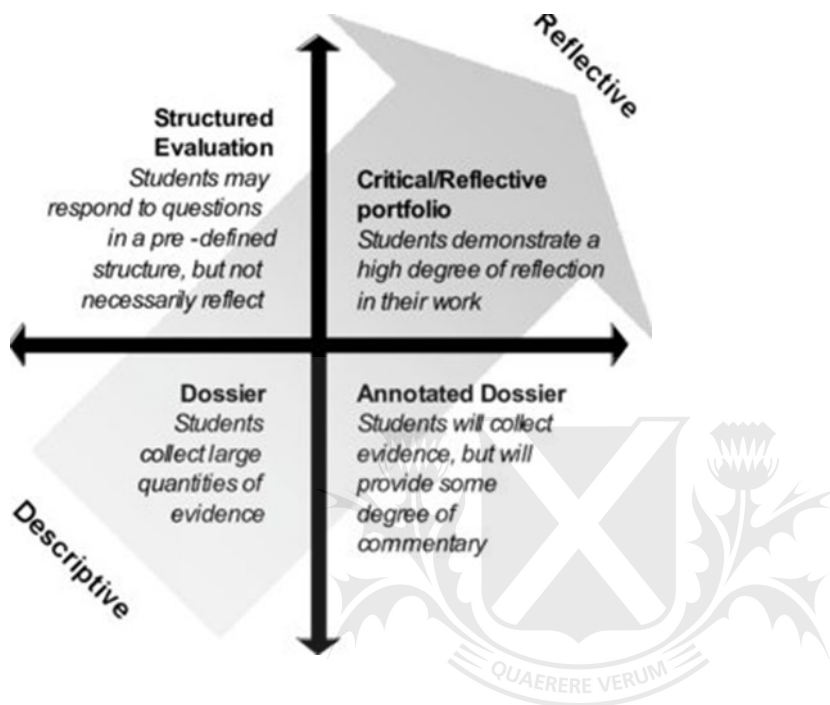 Reflective
Structured
Evaluation
Students may
respond to questions
in a pre -defined
structure, but not
necessarily reflect
Critical/Reflective
portfolio
Students demonstrate a
high degree of reflection
in their work
Dossier
Students
collect large
quantities of
evidence
Annotated Dossier
Students will collect
evidence, but will
provide some
degree of
commentary
Descriptive
QUAERERE VERUM